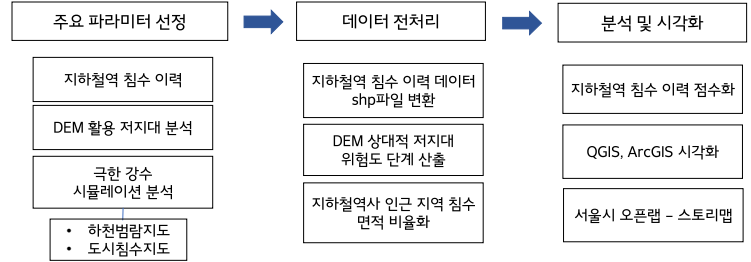 주요 파라미터 선정
지하철역 침수 이력
DEM 활용 저지대 분석
극한 강수
시뮬레이션 분석
• 하천범람지도
• 도시침수지도
데이터 전처리
지하철역 침수 이력 데이터
shp파일 변환
DEM 상대적 저지대
위험도 단계 산출
지하철역사 인근 지역 침수
면적 비율화
분석 및 시각화
지하철역 침수 이력 점수화
QGIS, ArcGIS 시각화
서울시 오픈랩 – 스토리맵